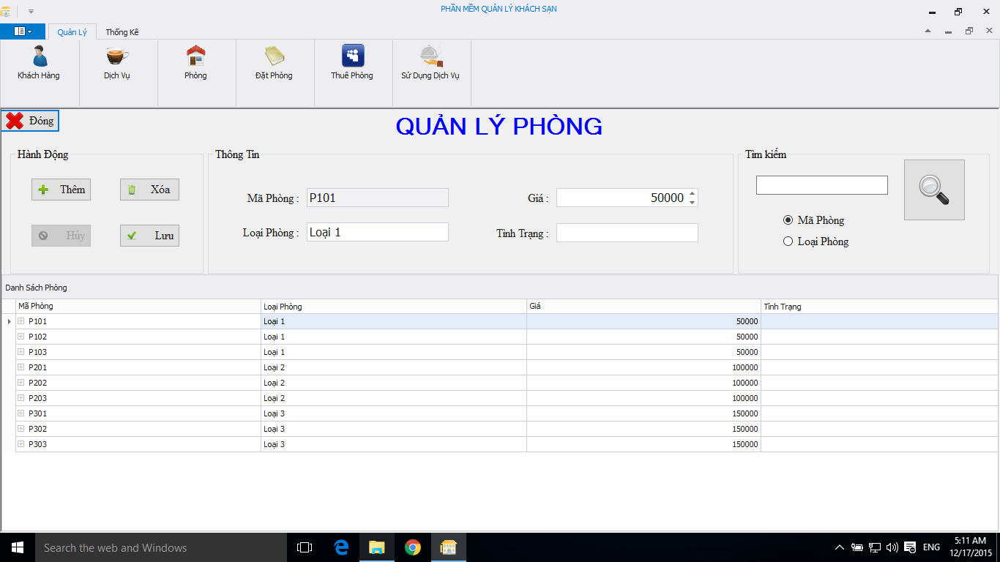 PHẦN MỀM QUẢN LÝ KHÁCH SẠN
Quản Lý Thống Kê
Khách Hàng Dịch Vụ Phòng Đặt Phòng Thuê Phòng Sử Dụng Dịch Vụ
Đóng
QUẢN LÝ PHÒNG
Hành Động Thông Tin Tìm kiếm
Thêm Xóa Mã Phòng : P101 Giá : 50000
Mã Phòng
Hủy Lưu Loại Phòng : Loại 1 Tình Trạng :
Loại Phòng
Danh Sách Phòng
Mã Phòng Loại Phòng Giá Tình Trạng
P101 Loại 1 50000
P102 Loại 1 50000
P103 Loại 1 50000
P201 Loại 2 100000
P202 Loại 2 100000
P203 Loại 2 100000
P301 Loại 3 150000
P302 Loại 3 150000
P303 Loại 3 150000
Search the web and Windows ENG 5:11 AM
12/17/2015